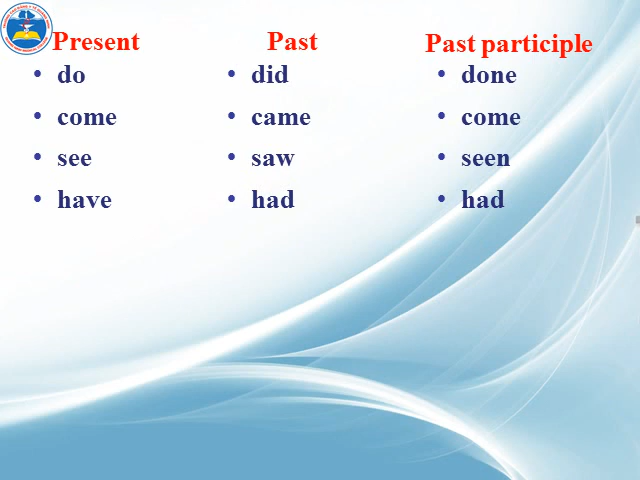 Present Past Past participle
• do • did • done
• come • came • come
• see • saw • seen
• have • had • had